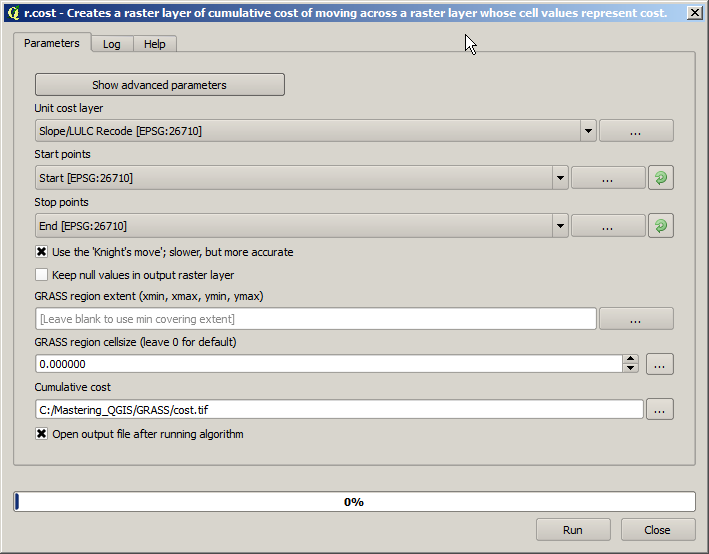 r.cost - Creates a raster layer of cumulative cost of moving across a raster layer whose cell values represent cost.
Parameters Log Help
Show advanced parameters
Unit cost layer
Slope/LULC Recode [EPSG:26710] ...
Start points
Start [EPSG:26710] ...
Stop points
End [EPSG:26710] ...
Use the 'Knight's move'; slower, but more accurate
Keep null values in output raster layer
GRASS region extent (xmin, xmax, ymin, ymax)
[Leave blank to use min covering extent] ...
GRASS region cellsize (leave 0 for default)
0.000000 ...
Cumulative cost
C:/Mastering_QGIS/GRASS/cost.tif ...
Open output file after running algorithm
0%
Run Close